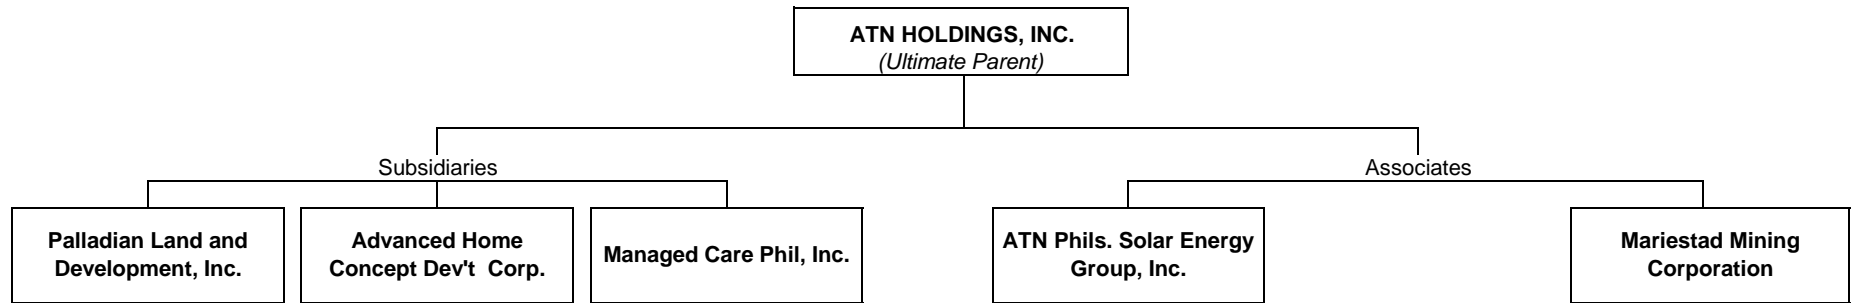 ATN HOLDINGS, INC.
(Ultimate Parent)
Subsidiaries
Associates
Palladian Land and
Development, Inc.
Advanced Home
Concept Dev't Corp.
Managed Care Phil, Inc.
ATN Phils. Solar Energy
Group, Inc.
Mariestad Mining
Corporation